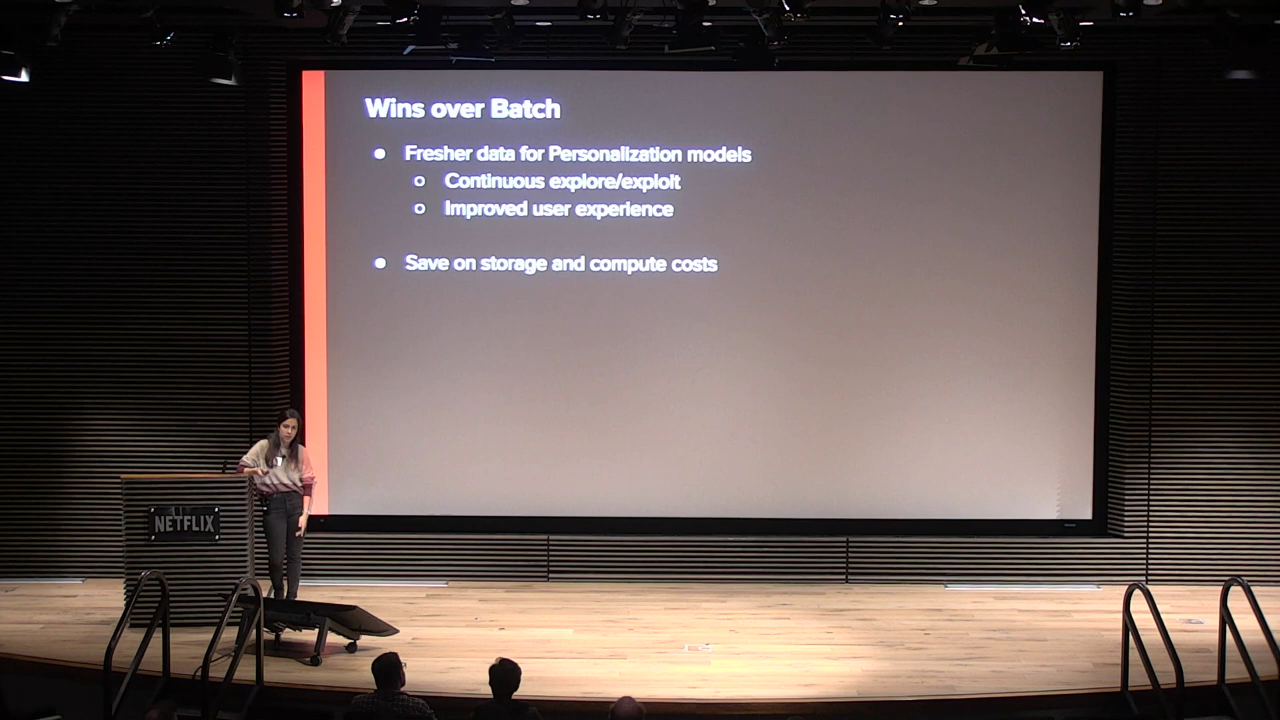 Wins over Batch
● Fresher data for Personalization models
○ Continuous explore/exploit
○ Improved user experience
● Save on storage and compute costs
NETFLIX